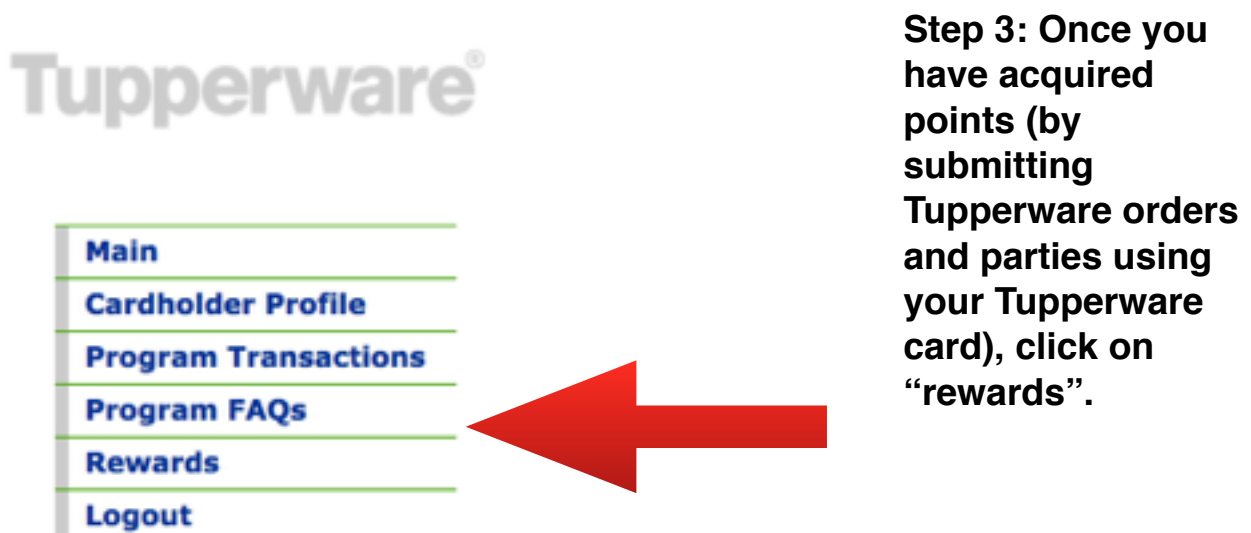 Tupperware®
Main
Cardholder Profile
Program Transactions
Program FAQs
Rewards
Logout
Step 3: Once you
have acquired
points (by
submitting
Tupperware orders
and parties using
your Tupperware
card), click on
“rewards”.